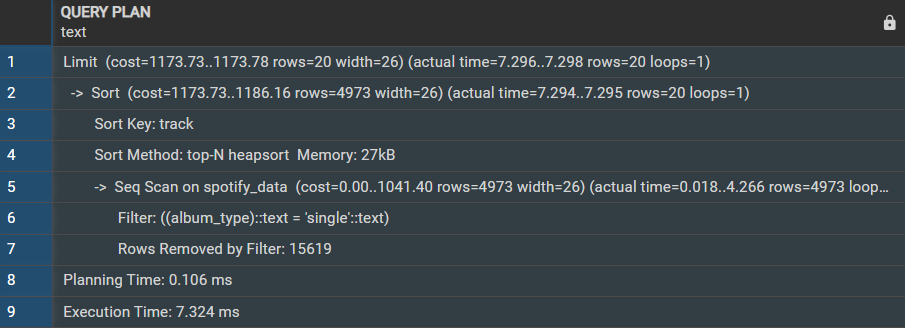 QUERY PLAN
text
1 Limit (cost=1173.73..1173.78 rows=20 width=26) (actual time=7.296..7.298 rows=20 loops=1)
2 -> Sort (cost=1173.73..1186.16 rows=4973 width=26) (actual time=7.294..7.295 rows=20 loops=1)
3 Sort Key: track
4 Sort Method: top-N heapsort Memory: 27kB
5 -> Seq Scan on spotify_data (cost=0.00..1041.40 rows=4973 width=26) (actual time=0.018..4.266 rows=4973 loop...
6 Filter: ((album_type)::text = 'single'::text)
7 Rows Removed by Filter: 15619
8 Planning Time: 0.106 ms
9 Execution Time: 7.324 ms